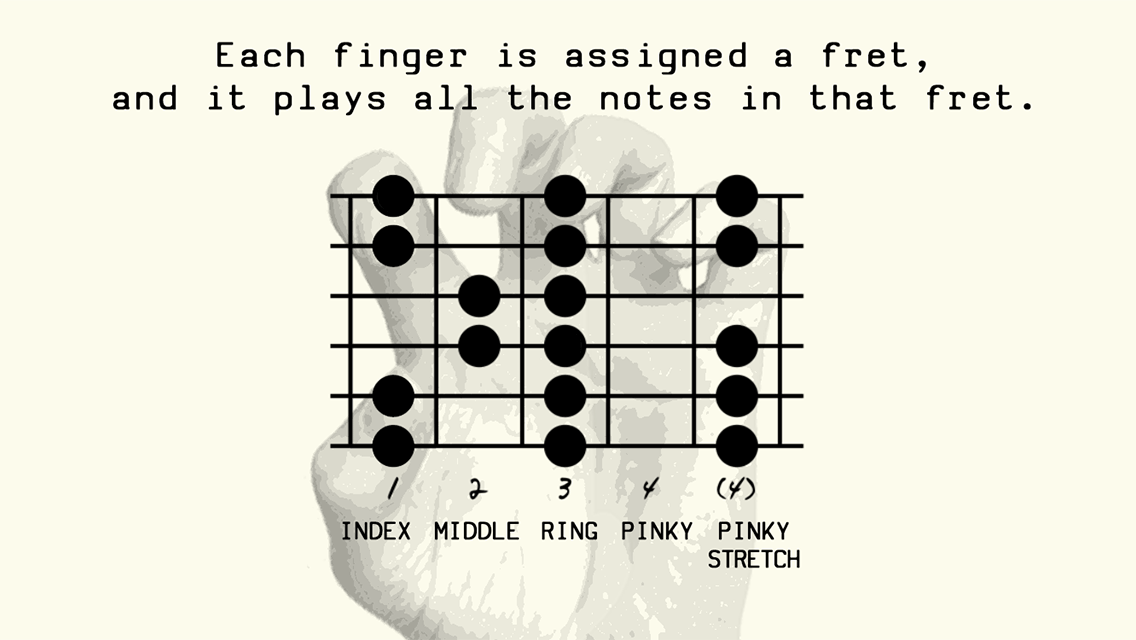 Each finger is assigned a fret,
and it plays all the notes in that fret.
1 2 3 4 (4)
INDEX MIDDLE RING PINKY PINKY
STRETCH